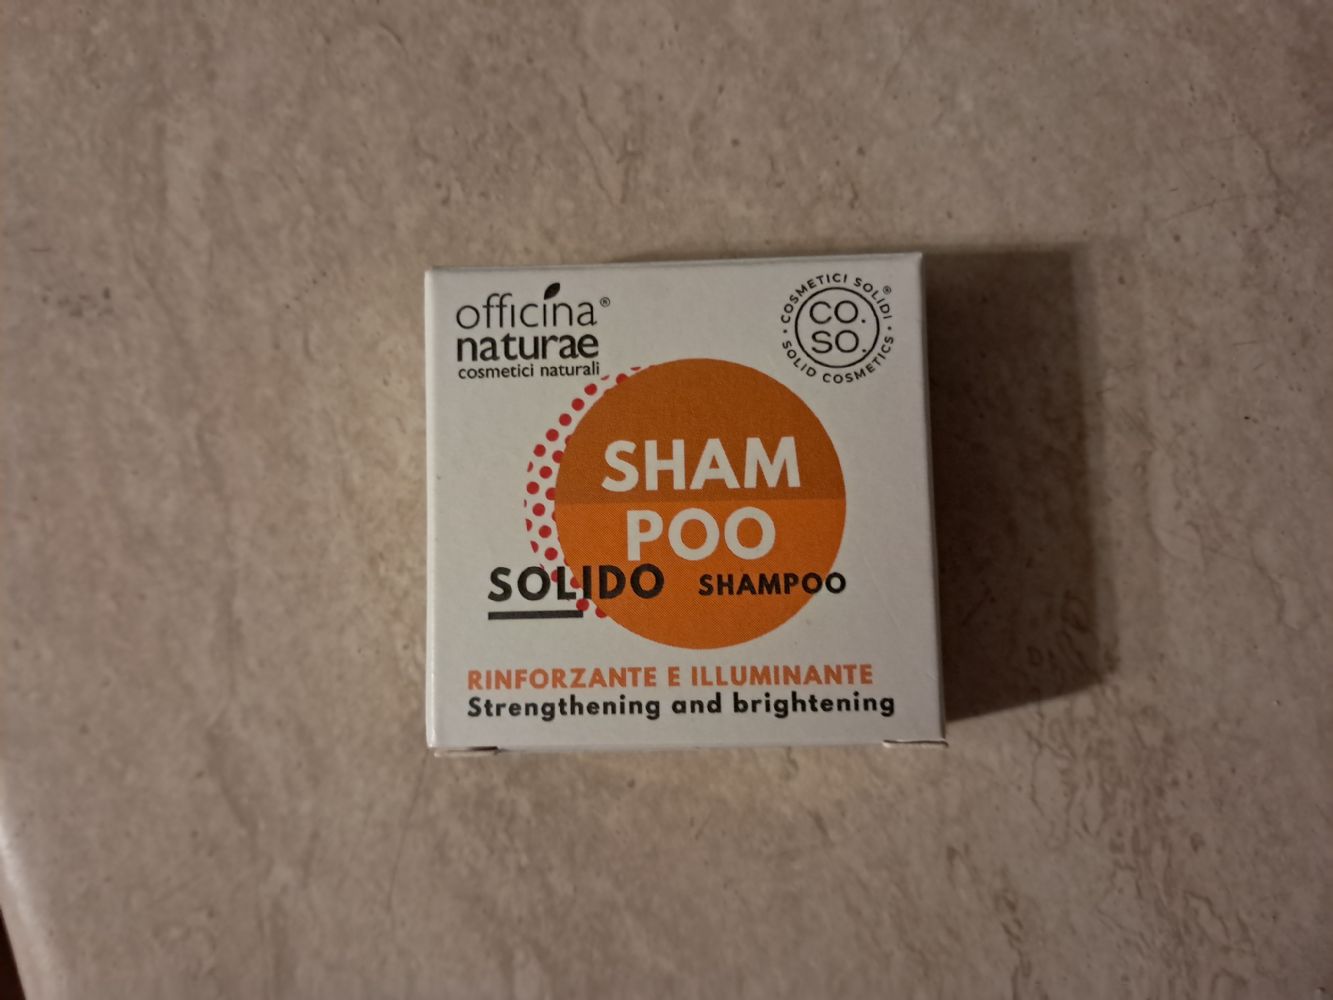 officina®
naturae
cosmetici naturali
COSMETICI SOLIDI®
CO.
SO.
SOLID COSMETICS
SHAM
POO
SOLIDO SHAMPOO
RINFORZANTE E ILLUMINANTE
Strengthening and brightening